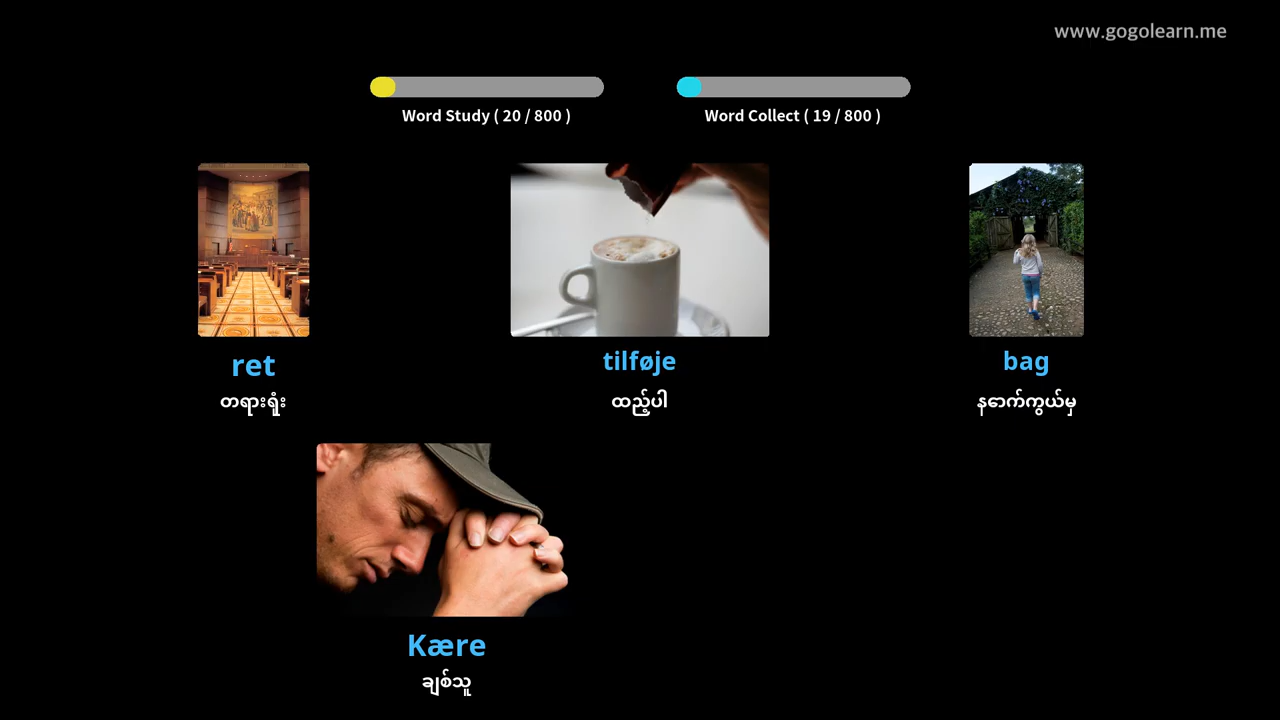 www.gogolearn.me
Word Study ( 20 / 800 )
Word Collect ( 19 / 800 )
ret
တရားရုံး
tilføje
ထည့်ပါ
bag
နောက်ကွယ်မှ
Kære
ချစ်သူ